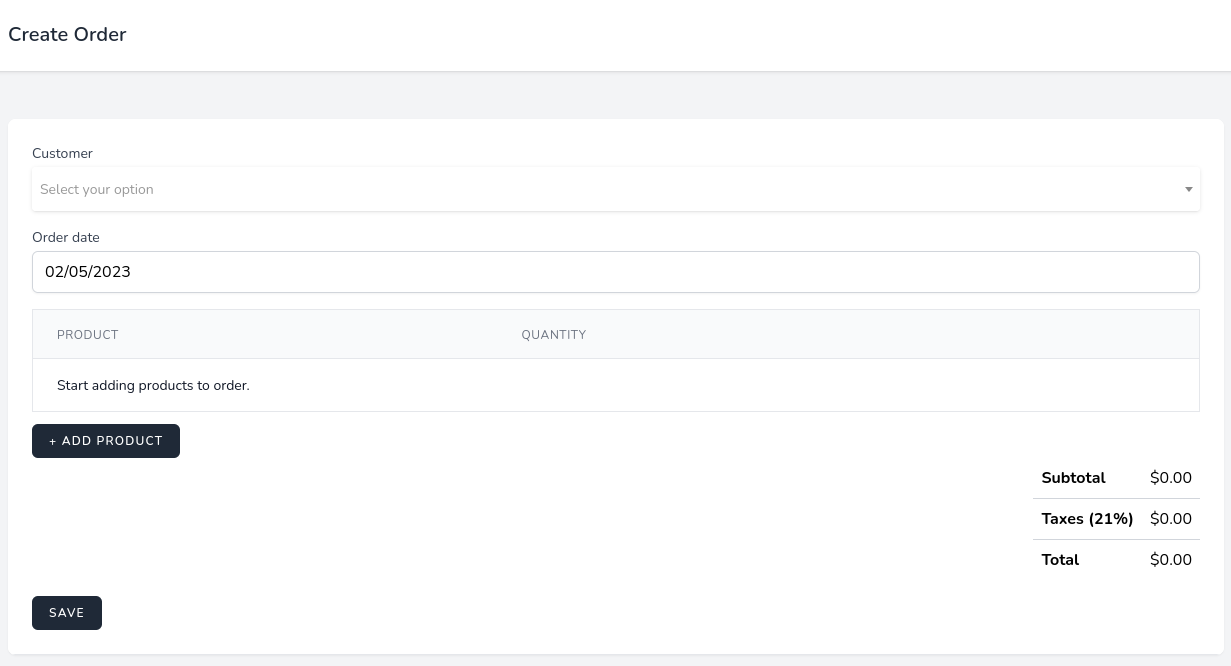 Create Order
Customer
Select your option
Order date
02/05/2023
PRODUCT QUANTITY
Start adding products to order.
+ ADD PRODUCT
Subtotal $0.00
Taxes (21%) $0.00
Total $0.00
SAVE